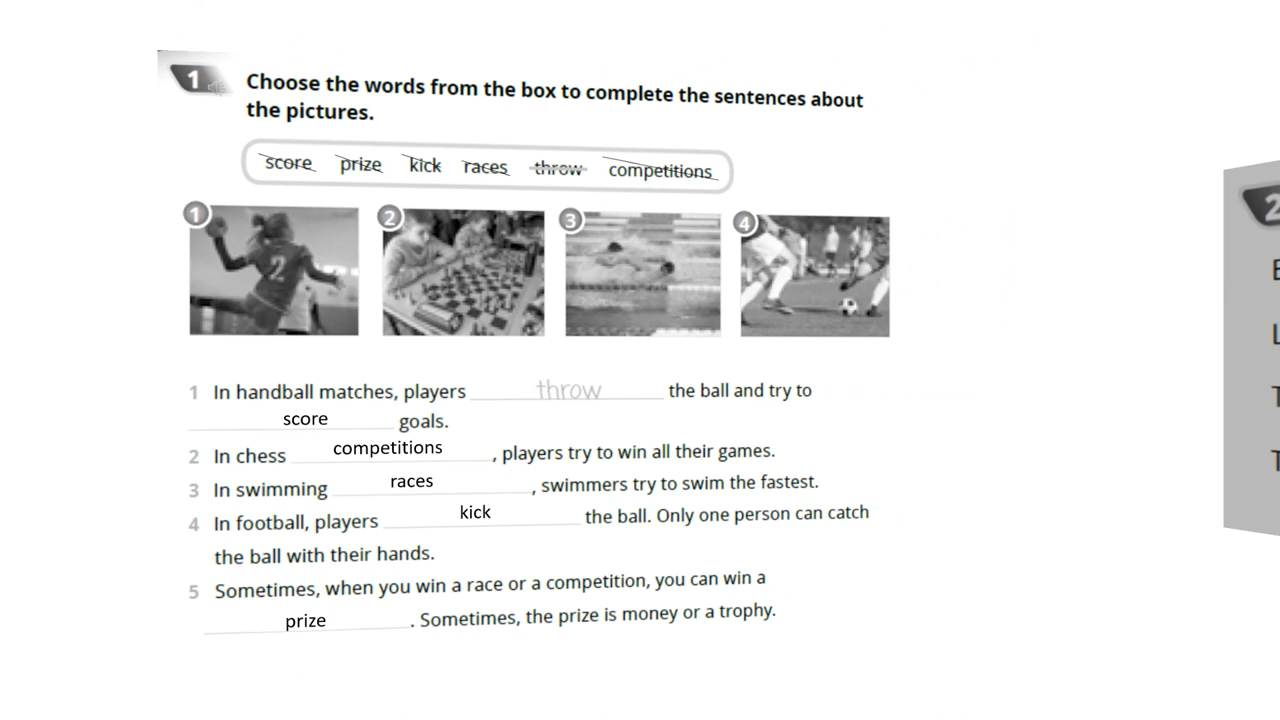 1
Choose the words from the box to complete the sentences about
the pictures.
score prize kick races throw competitions
1 2 3 4
2
1 In handball matches, players throw the ball and try to
score goals.
2 In chess competitions, players try to win all their games.
3 In swimming races, swimmers try to swim the fastest.
4 In football, players kick the ball. Only one person can catch
the ball with their hands.
5 Sometimes, when you win a race or a competition, you can win a
prize. Sometimes, the prize is money or a trophy.
2